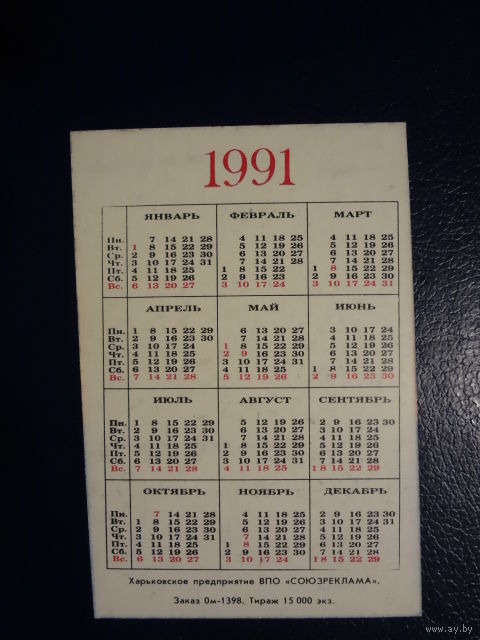 1991
ЯНВАРЬ ФЕВРАЛЬ МАРТ
Пн. 7 14 21 28 4 11 18 25 4 11 18 25
Вт. 1 8 15 22 29 5 12 19 26 5 12 19 26
Ср. 2 9 16 23 30 6 13 20 27 6 13 20 27
Чт. 3 10 17 24 31 7 14 21 28 7 14 21 28
Пт. 4 11 18 25 1 8 15 22 1 8 15 22 29
Сб. 5 12 19 26 2 9 16 23 2 9 16 23 30
Вс. 6 13 20 27 3 10 17 24 3 10 17 24 31
АПРЕЛЬ МАЙ ИЮНЬ
Пн. 1 8 15 22 29 6 13 20 27 3 10 17 24
Вт. 2 9 16 23 30 7 14 21 28 4 11 18 25
Ср. 3 10 17 24 1 8 15 22 29 5 12 19 26
Чт. 4 11 18 25 2 9 16 23 30 6 13 20 27
Пт. 5 12 19 26 3 10 17 24 31 7 14 21 28
Сб. 6 13 20 27 4 11 18 25 1 8 15 22 29
Вс. 7 14 21 28 5 12 19 26 2 9 16 23 30
ИЮЛЬ АВГУСТ СЕНТЯБРЬ
Пн. 1 8 15 22 29 5 12 19 26 2 9 16 23 30
Вт. 2 9 16 23 30 6 13 20 27 3 10 17 24
Ср. 3 10 17 24 31 7 14 21 28 4 11 18 25
Чт. 4 11 18 25 1 8 15 22 29 5 12 19 26
Пт. 5 12 19 26 2 9 16 23 30 6 13 20 27
Сб. 6 13 20 27 3 10 17 24 31 7 14 21 28
Вс. 7 14 21 28 4 11 18 25 1 8 15 22 29
ОКТЯБРЬ НОЯБРЬ ДЕКАБРЬ
Пн. 7 14 21 28 4 11 18 25 2 9 16 23 30
Вт. 1 8 15 22 29 5 12 19 26 3 10 17 24 31
Ср. 2 9 16 23 30 6 13 20 27 4 11 18 25
Чт. 3 10 17 24 31 7 14 21 28 5 12 19 26
Пт. 4 11 18 25 1 8 15 22 29 6 13 20 27
Сб. 5 12 19 26 2 9 16 23 30 7 14 21 28
Вс. 6 13 20 27 3 10 17 24 1 8 15 22 29
Харьковское предприятие ВПО «СОЮЗРЕКЛАМА».
Заказ 0м-1398. Тираж 15 000 экз.
© www.ay.by